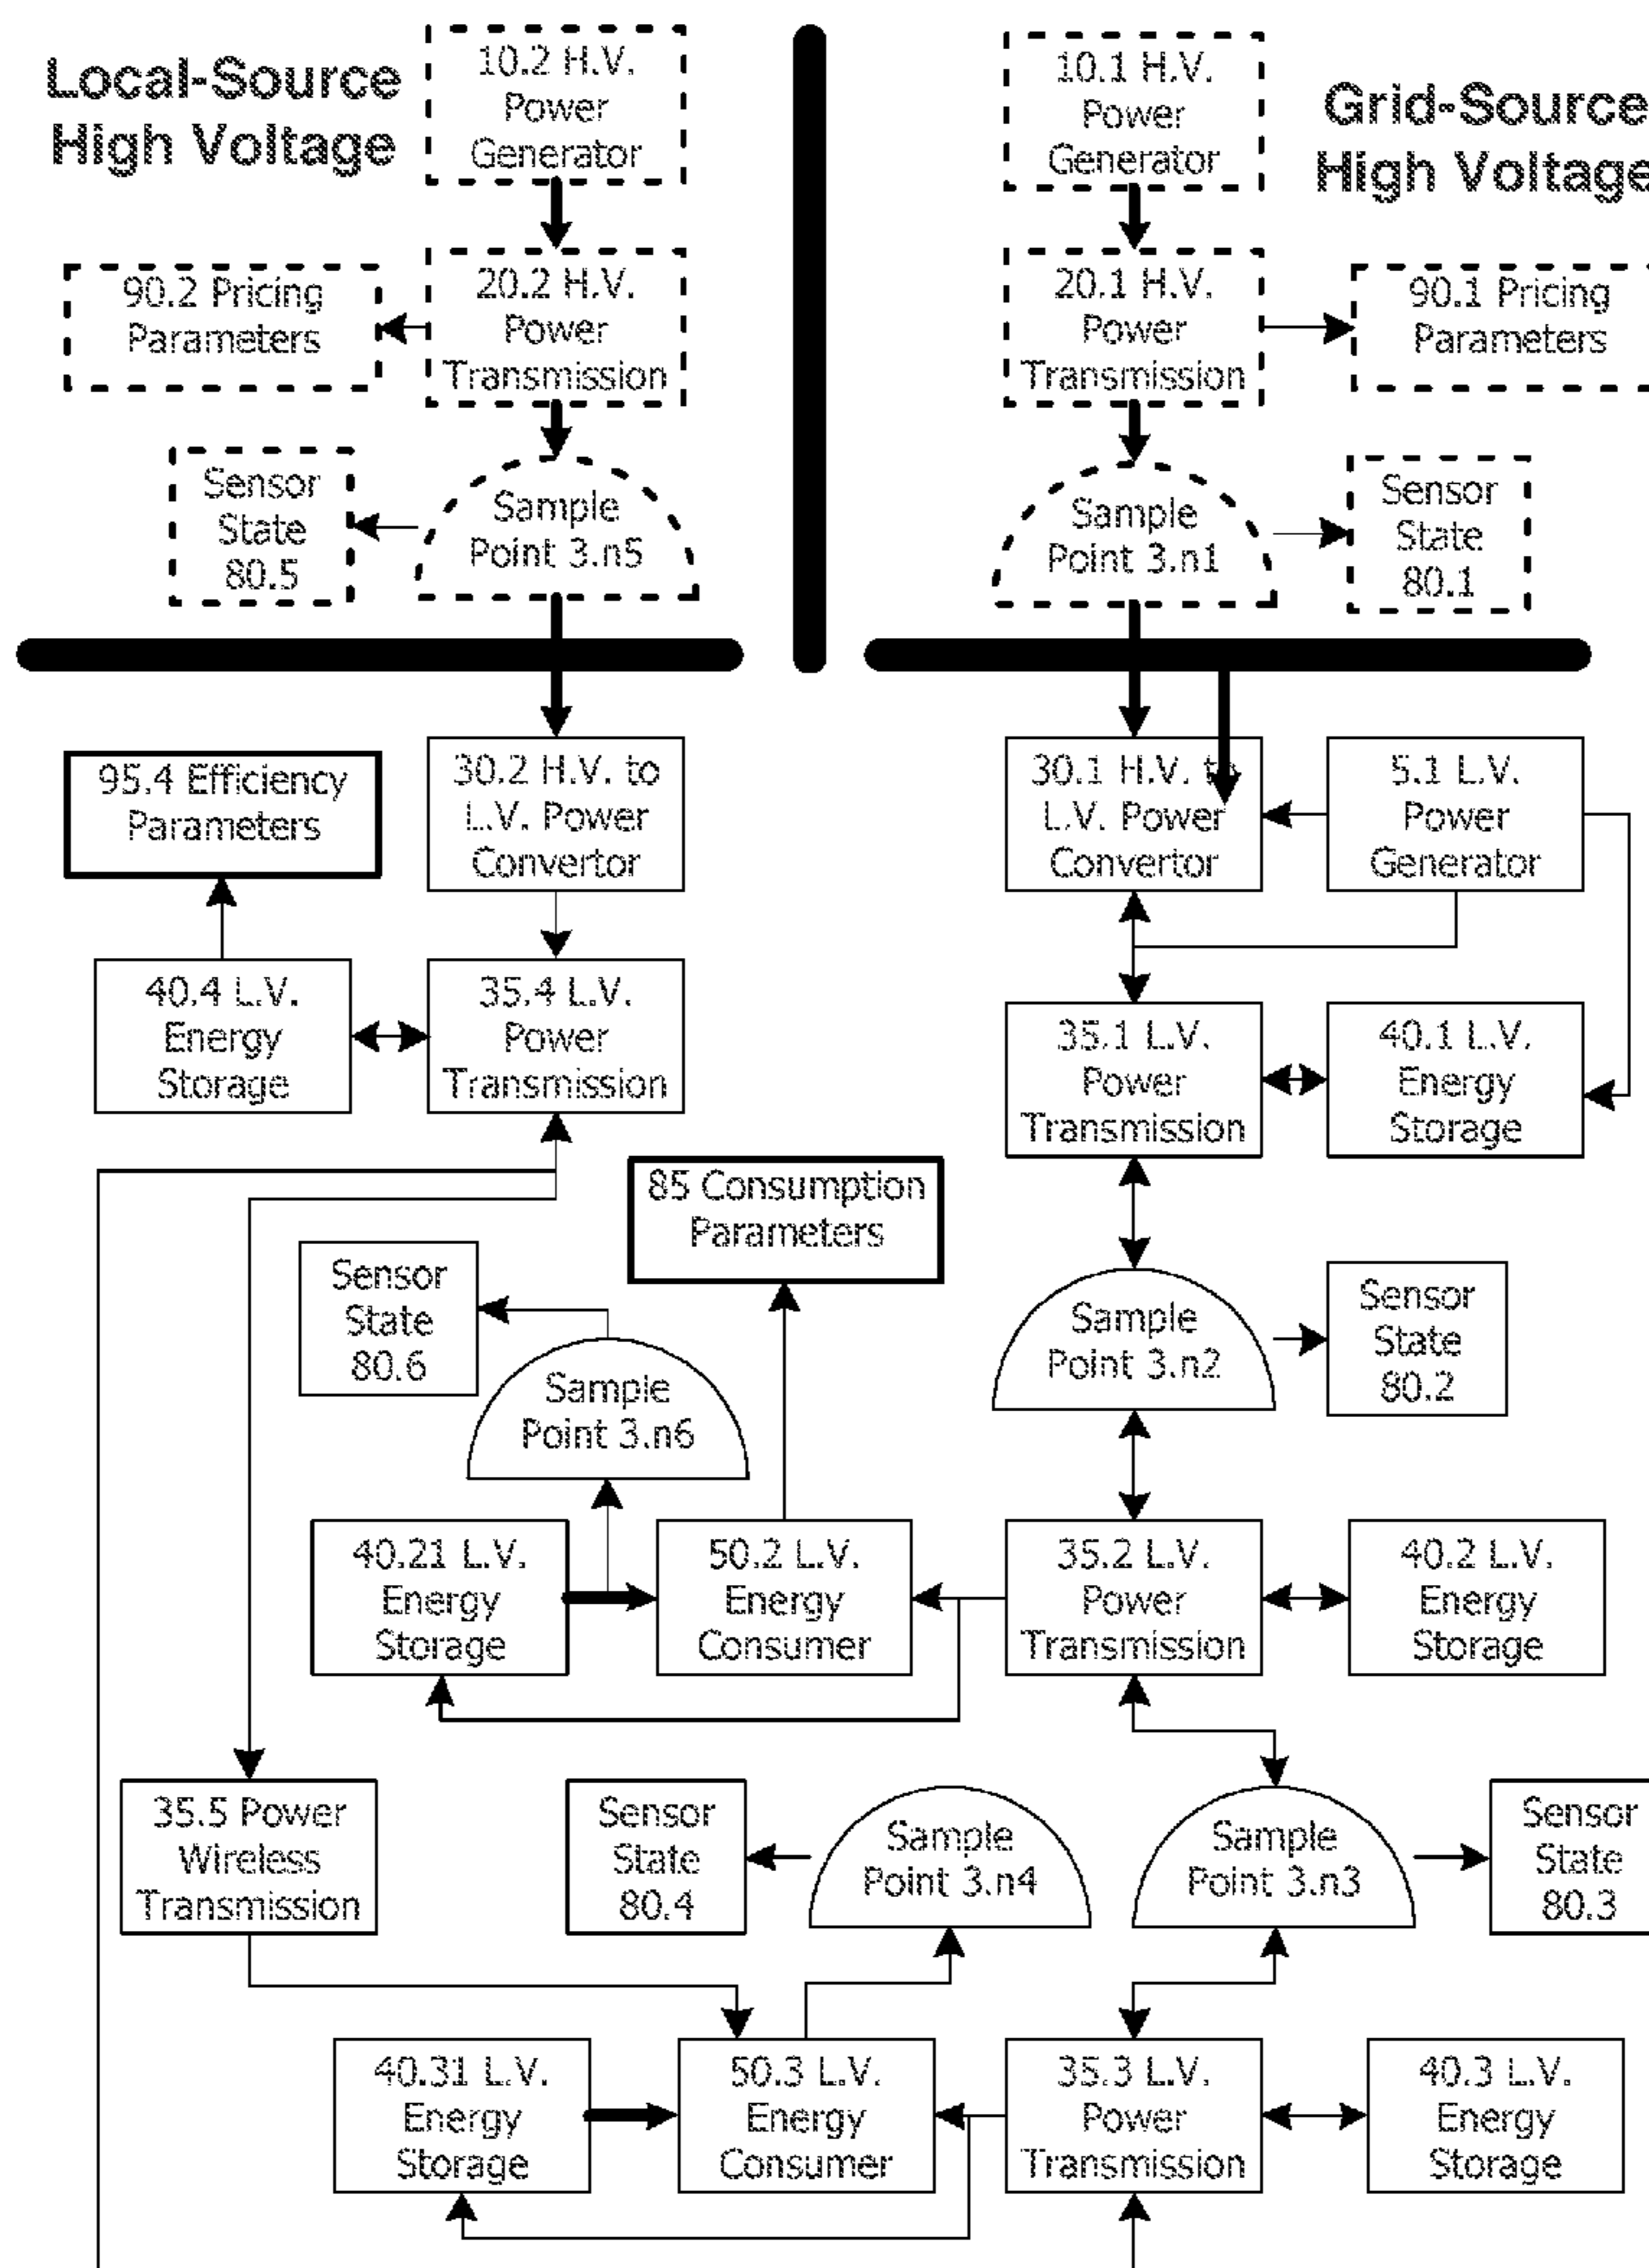 Local-Source
High Voltage
10.2 H.V.
Power
Generator
10.1 H.V.
Power
Generator
Grid-Source
High Voltage
90.2 Pricing
Parameters
20.2 H.V.
Power
Transmission
20.1 H.V.
Power
Transmission
90.1 Pricing
Parameters
Sensor
State
80.5
Sample
Point 3.n5
Sample
Point 3.n1
Sensor
State
80.1
95.4 Efficiency
Parameters
30.2 H.V. to
L.V. Power
Convertor
30.1 H.V. to
L.V. Power
Convertor
5.1 L.V.
Power
Generator
40.4 L.V.
Energy
Storage
35.4 L.V.
Power
Transmission
35.1 L.V.
Power
Transmission
40.1 L.V.
Energy
Storage
85 Consumption
Parameters
Sensor
State
80.6
Sample
Point 3.n6
Sample
Point 3.n2
Sensor
State
80.2
40.21 L.V.
Energy
Storage
50.2 L.V.
Energy
Consumer
35.2 L.V.
Power
Transmission
40.2 L.V.
Energy
Storage
35.5 Power
Wireless
Transmission
Sensor
State
80.4
Sample
Point 3.n4
Sample
Point 3.n3
Sensor
State
80.3
40.31 L.V.
Energy
Storage
50.3 L.V.
Energy
Consumer
35.3 L.V.
Power
Transmission
40.3 L.V.
Energy
Storage